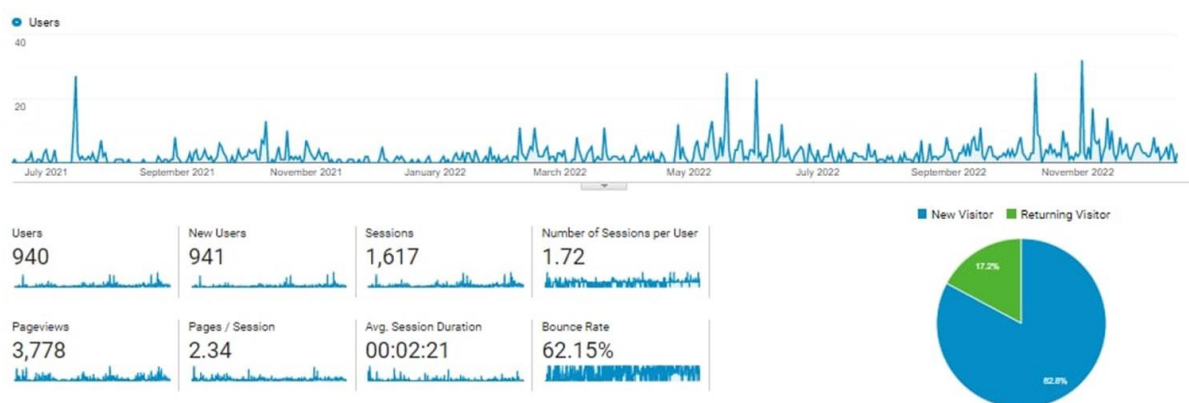 Users
40
20
July 2021 September 2021 November 2021 January 2022 March 2022 May 2022 July 2022 September 2022 November 2022
New Visitor Returning Visitor
Users New Users Sessions Number of Sessions per User
940 941 1,617 1.72
17.2%
Pageviews Pages / Session Avg. Session Duration Bounce Rate
3,778 2.34 00:02:21 62.15%
82.8%